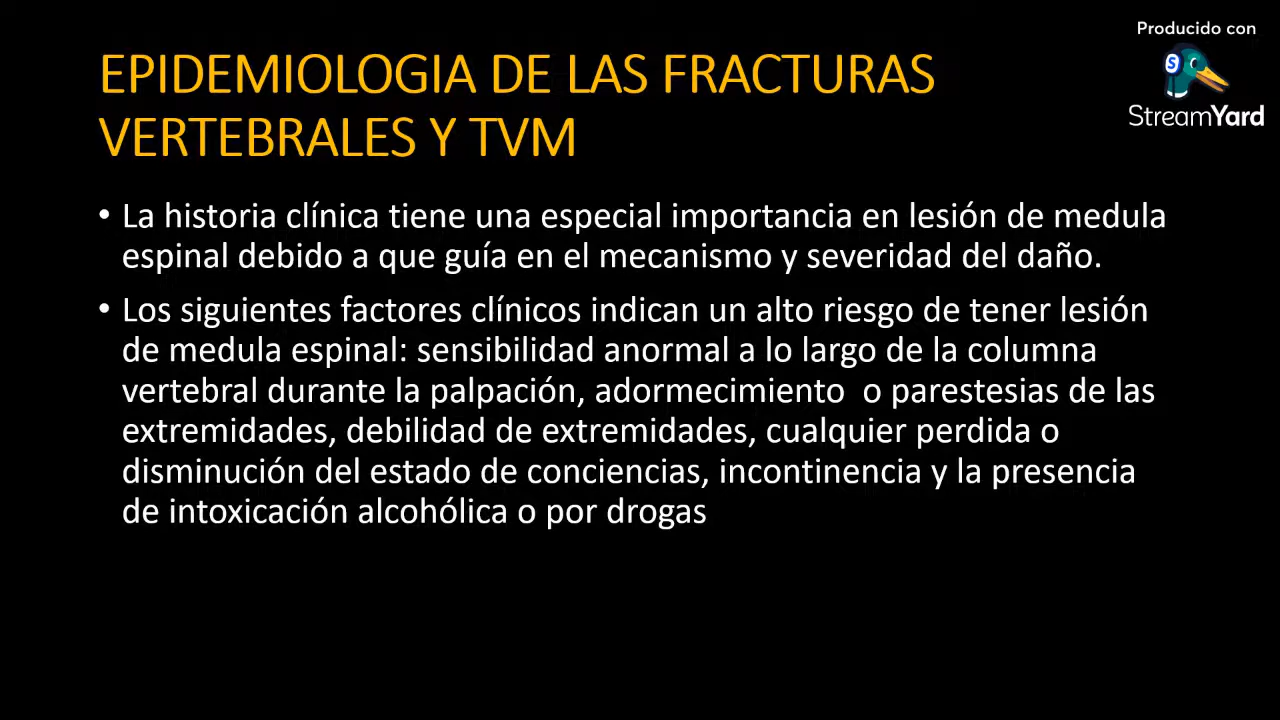 Producido con
StreamYard
EPIDEMIOLOGIA DE LAS FRACTURAS
VERTEBRALES Y TVM
• La historia clínica tiene una especial importancia en lesión de medula
espinal debido a que guía en el mecanismo y severidad del daño.
• Los siguientes factores clínicos indican un alto riesgo de tener lesión
de medula espinal: sensibilidad anormal a lo largo de la columna
vertebral durante la palpación, adormecimiento  o parestesias de las
extremidades, debilidad de extremidades, cualquier perdida o
disminución del estado de conciencias, incontinencia y la presencia
de intoxicación alcohólica o por drogas